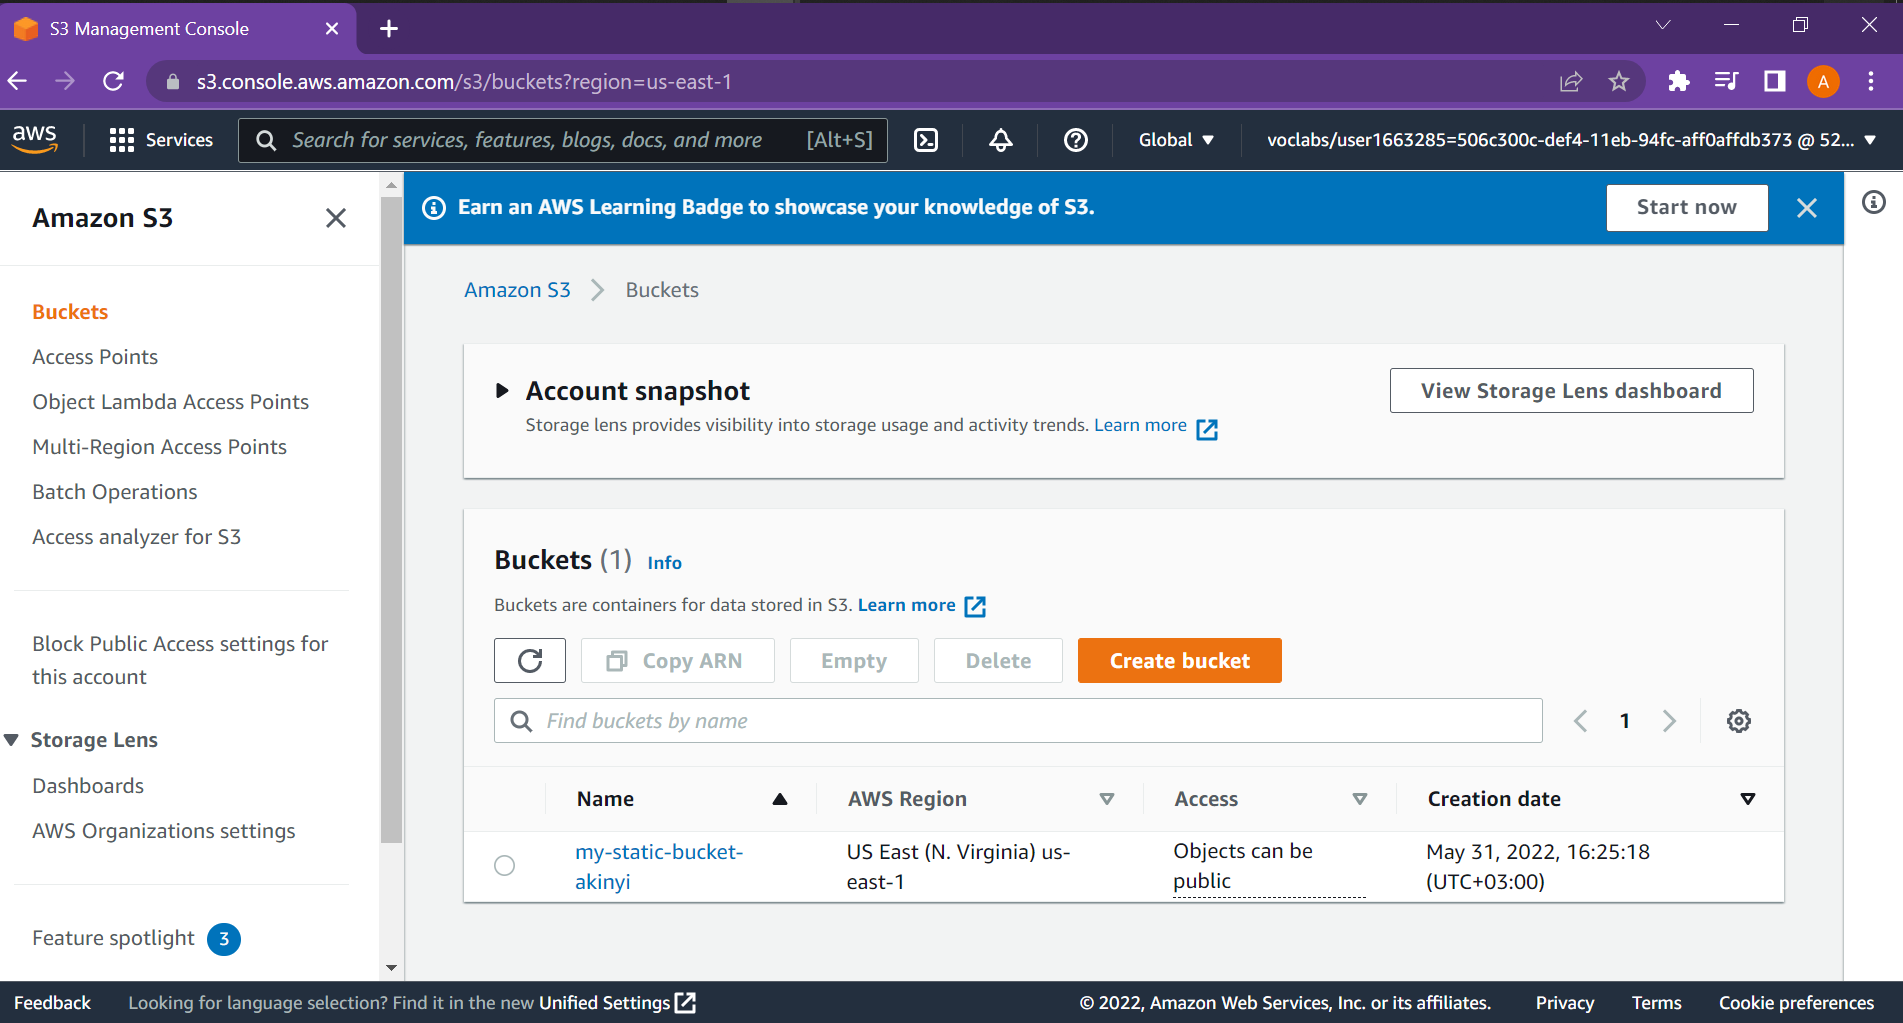 S3 Management Console
s3.console.aws.amazon.com/s3/buckets?region=us-east-1
A
aws
Services
Search for services, features, blogs, docs, and more [Alt+S]
Global
voclabs/user1663285=506c300c-def4-11eb-94fc-aff0affdb373 @ 52...
Amazon S3
Buckets
Access Points
Object Lambda Access Points
Multi-Region Access Points
Batch Operations
Access analyzer for S3
Block Public Access settings for
this account
Storage Lens
Dashboards
AWS Organizations settings
Feature spotlight 3
Earn an AWS Learning Badge to showcase your knowledge of S3.
Start now
Amazon S3 Buckets
Account snapshot
View Storage Lens dashboard
Storage lens provides visibility into storage usage and activity trends. Learn more
Buckets (1) Info
Buckets are containers for data stored in S3. Learn more
Copy ARN Empty Delete Create bucket
Find buckets by name
1
Name AWS Region Access Creation date
my-static-bucket- US East (N. Virginia) us- Objects can be May 31, 2022, 16:25:18
akinyi east-1 public (UTC+03:00)
Feedback Looking for language selection? Find it in the new Unified Settings © 2022, Amazon Web Services, Inc. or its affiliates. Privacy Terms Cookie preferences